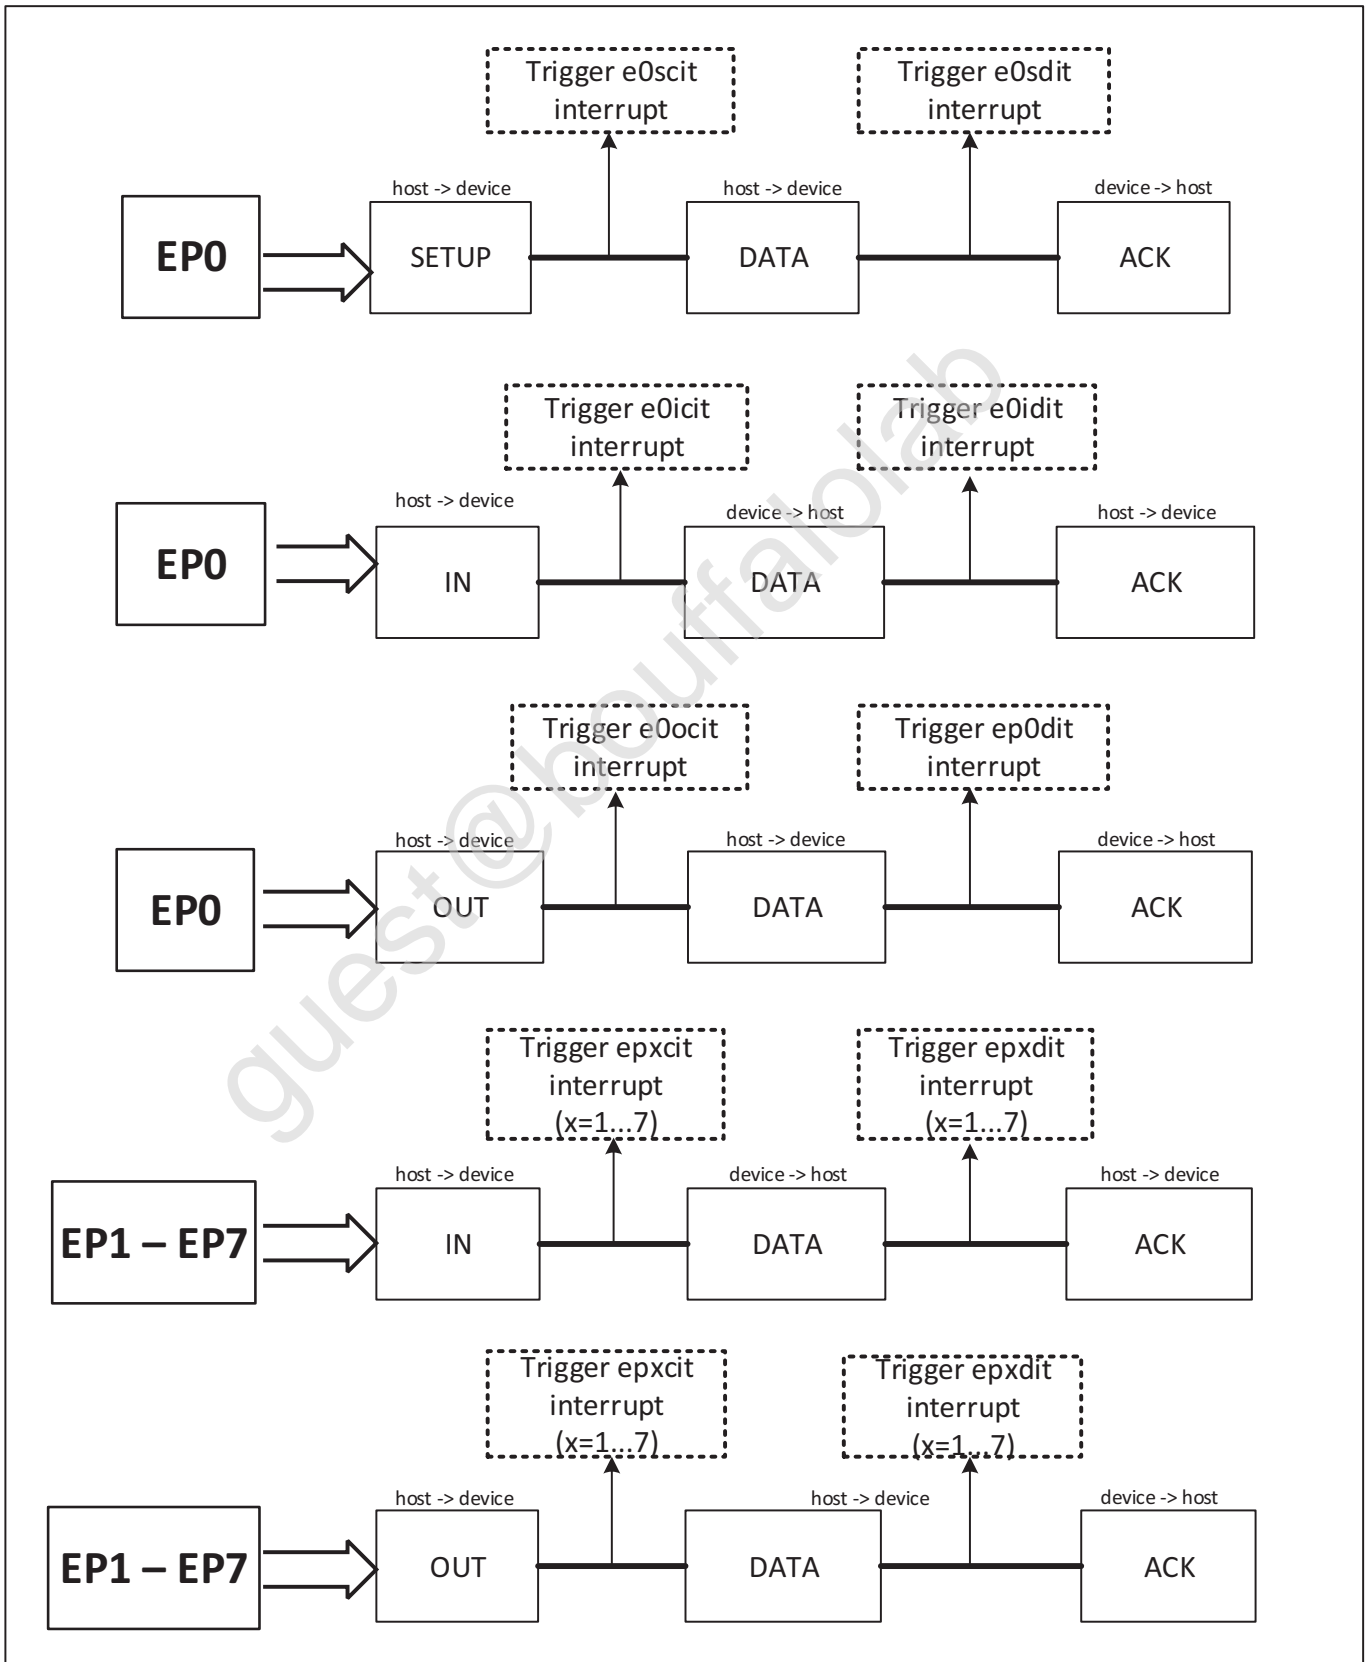 Trigger e0scit
interrupt
Trigger e0sdit
interrupt
host -> device
host -> device
device -> host
EP0
SETUP
DATA
ACK
Trigger e0icit
interrupt
Trigger e0idit
interrupt
host -> device
device -> host
host -> device
EP0
IN
DATA
ACK
Trigger e0ocit
interrupt
Trigger ep0dit
interrupt
host -> device
host -> device
device -> host
EP0
OUT
DATA
ACK
Trigger epxcit
interrupt
(x=1...7)
Trigger epxdit
interrupt
(x=1...7)
host -> device
device -> host
host -> device
EP1 – EP7
IN
DATA
ACK
Trigger epxcit
interrupt
(x=1...7)
Trigger epxdit
interrupt
(x=1...7)
host -> device
host -> device
device -> host
EP1 – EP7
OUT
DATA
ACK
guest@bouffalolab